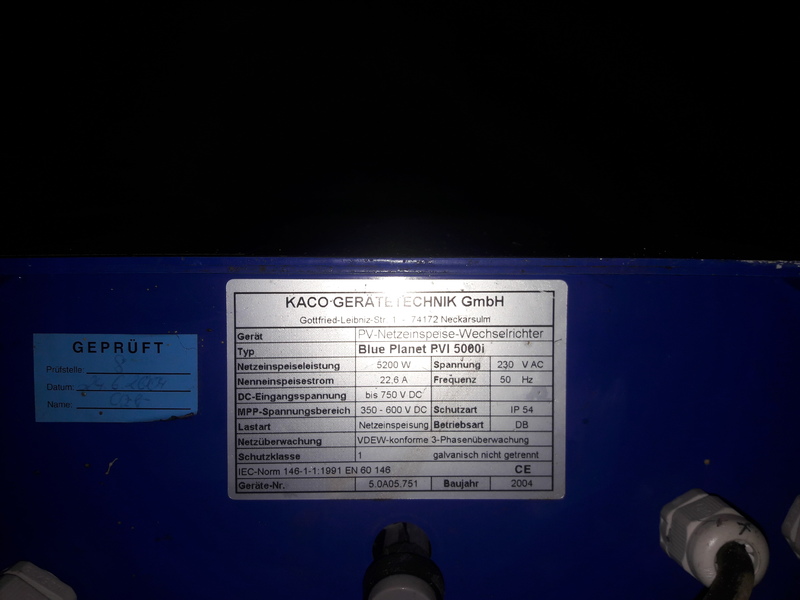 KACO-GERÄTETECHNIK GmbH
Gottfried-Leibniz-Str. 1 - 74172 Neckarsulm
Gerät PV-Netzeinspeise-Wechselrichter
Typ Blue Planet PVI 5000i
Netzeinspeiseleistung 5200 W Spannung 230 V AC
Nenneinspeisestrom 22,6 A Frequenz 50 Hz
DC-Eingangsspannung bis 750 V DC
MPP-Spannungsbereich 350 - 600 V DC Schutzart IP 54
Lastart Netzeinspeisung Betriebsart DB
Netzüberwachung VDEW-konforme 3-Phasenüberwachung
Schutzklasse 1 galvanisch nicht getrennt
IEC-Norm 146-1-1:1991 EN 60 146 CE
Geräte-Nr. 5.0A05.751 Baujahr 2004
GEPRÜFT
Prüfstelle: 8
Datum:
Name: